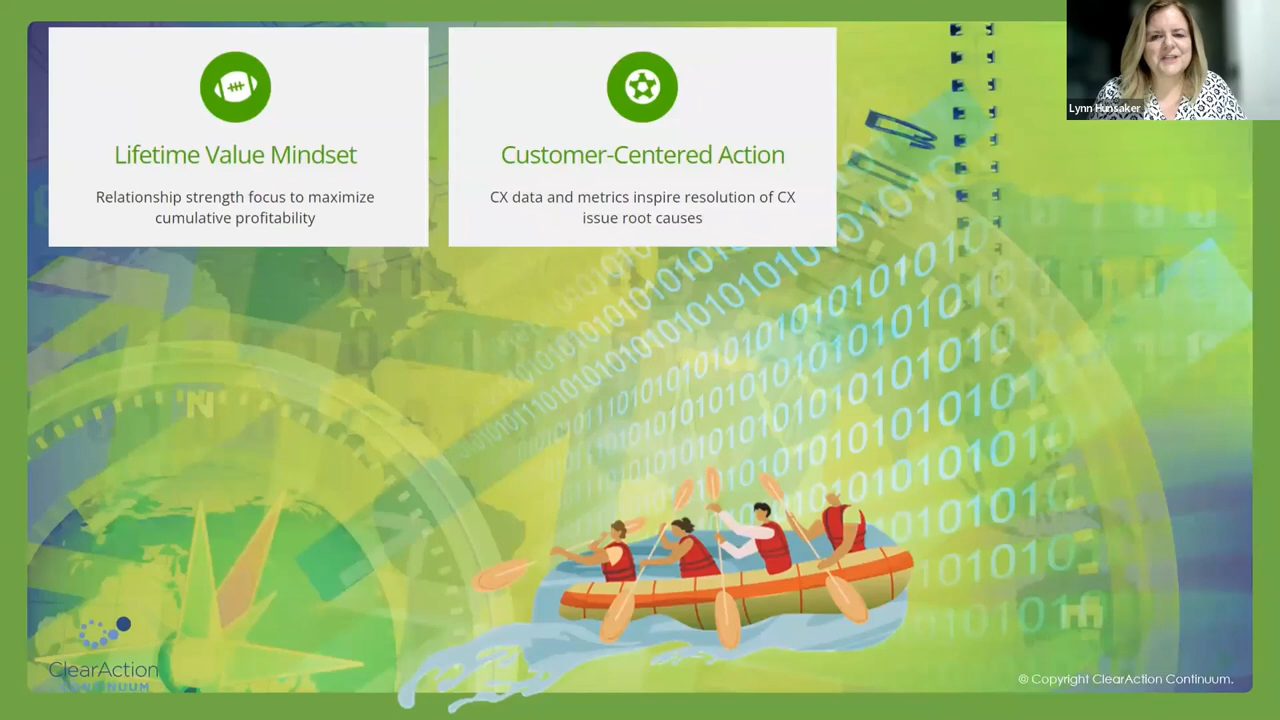 Lifetime Value Mindset
Relationship strength focus to maximize
cumulative profitability
Customer-Centered Action
CX data and metrics inspire resolution of CX
issue root causes
Lynn Hunsaker
N
E
ClearAction
CONTINUUM
© Copyright ClearAction Continuum.